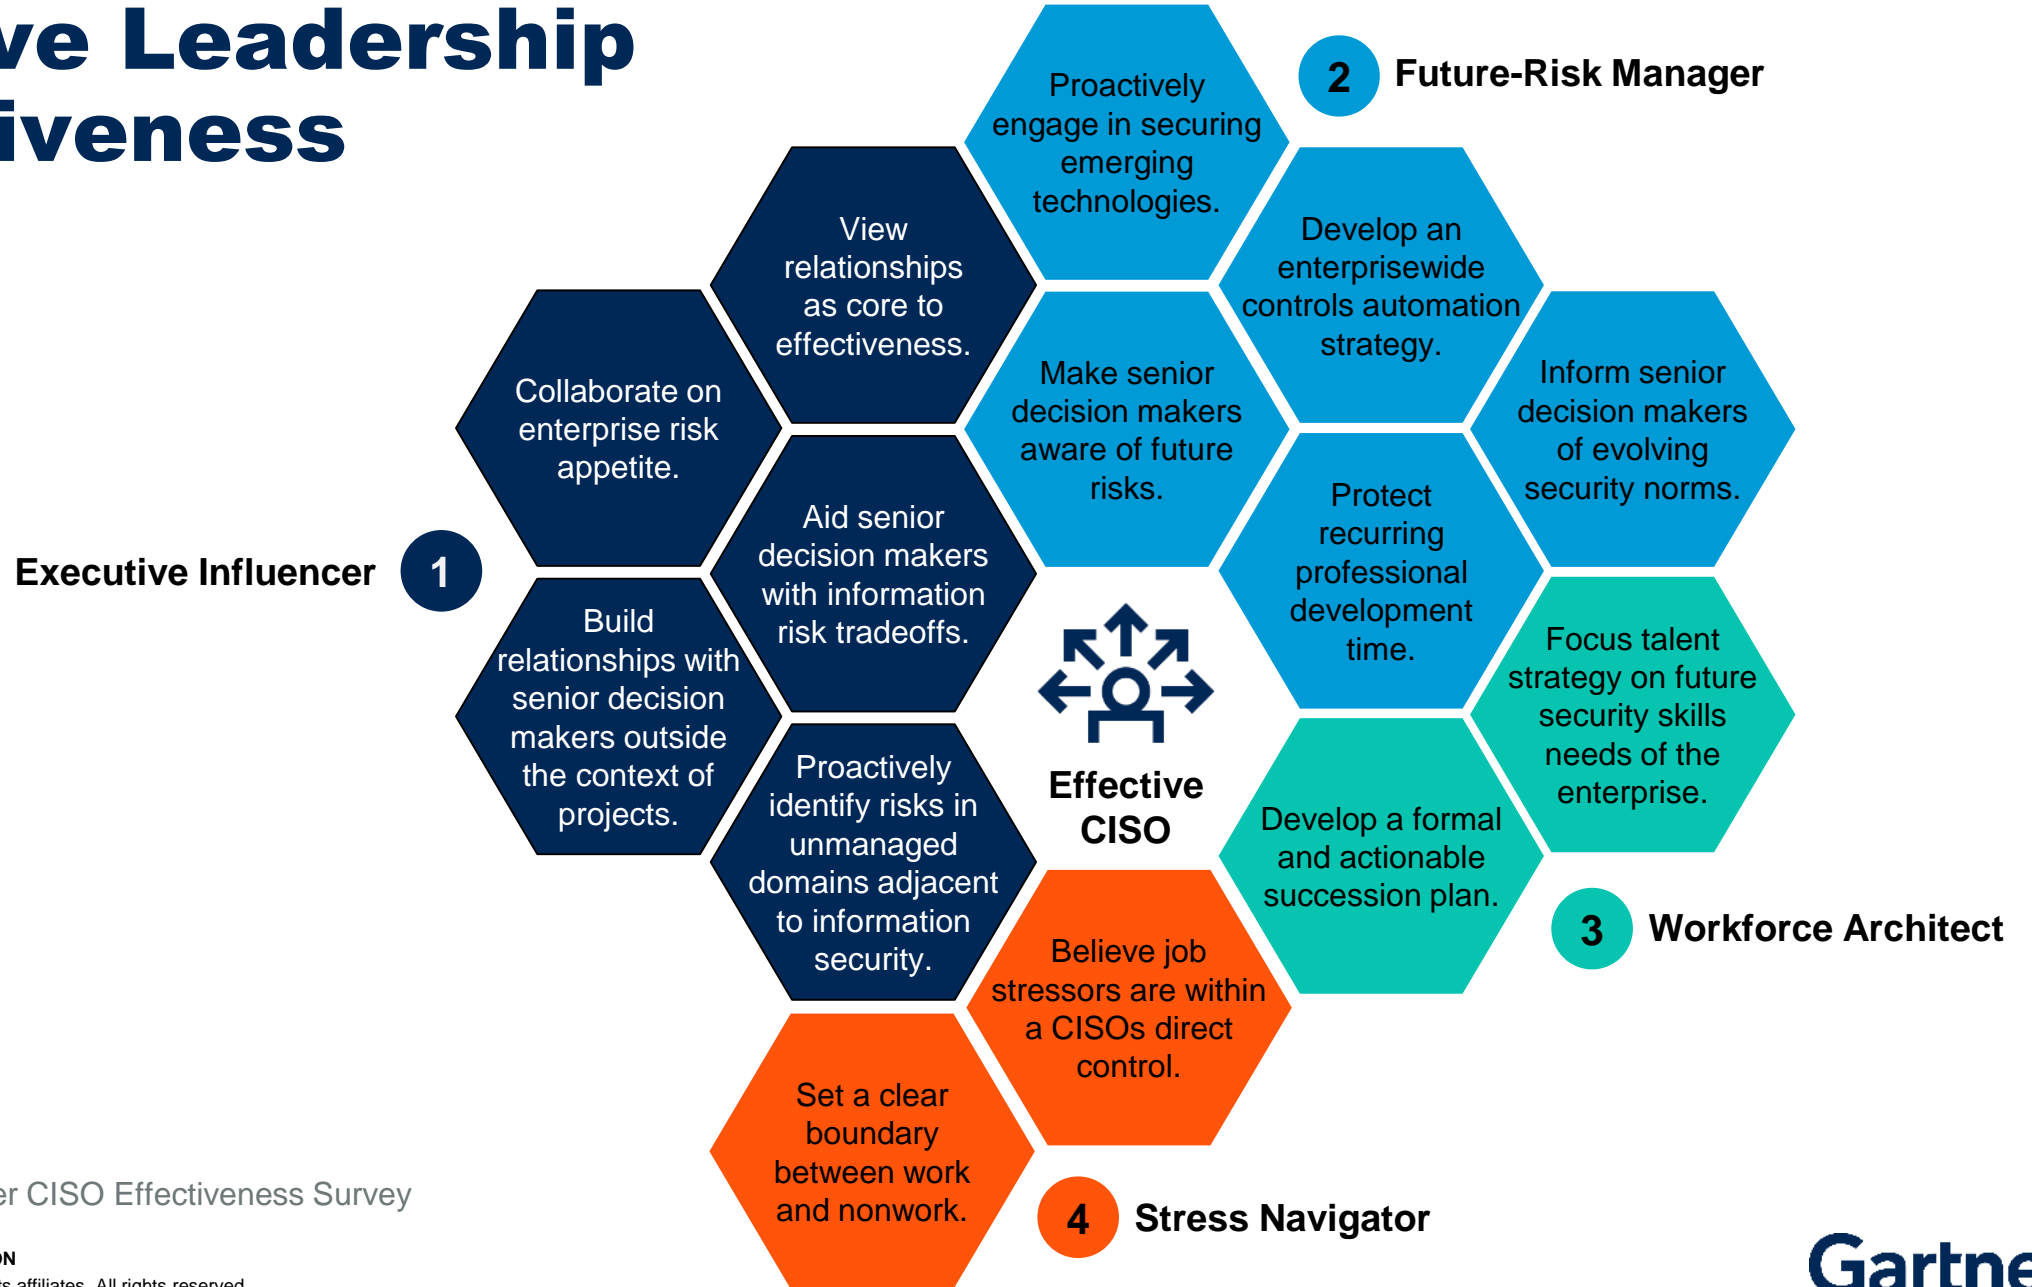 ve Leadership
iveness
2
Future-Risk Manager
Proactively
engage in securing
emerging
technologies.
View
relationships
as core to
effectiveness.
Develop an
enterprisewide
controls automation
strategy.
Collaborate on
enterprise risk
appetite.
Make senior
decision makers
aware of future
risks.
Inform senior
decision makers
of evolving
security norms.
Executive Influencer
1
Aid senior
decision makers
with information
risk tradeoffs.
Protect
recurring
professional
development
time.
Build
relationships with
senior decision
makers outside
the context of
projects.
Focus talent
strategy on future
security skills
needs of the
enterprise.
Effective
CISO
Proactively
identify risks in
unmanaged
domains adjacent
to information
security.
Develop a formal
and actionable
succession plan.
3
Workforce Architect
Believe job
stressors are within
a CISOs direct
control.
Set a clear
boundary
between work
and nonwork.
4
Stress Navigator
er CISO Effectiveness Survey
ON
ts affiliates. All rights reserved.
Gartne